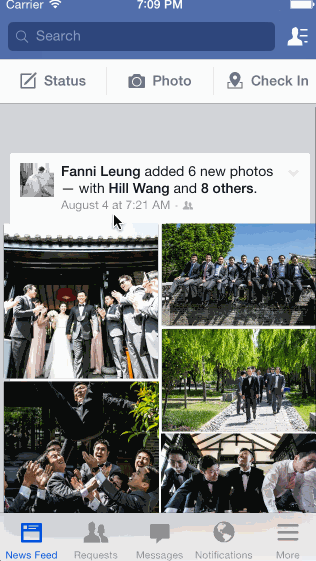 Carrier 7:09 PM
Search
Status Photo Check In
Fanni Leung added 6 new photos
— with Hill Wang and 8 others.
August 4 at 7:21 AM ·
News Feed Requests Messages Notifications More